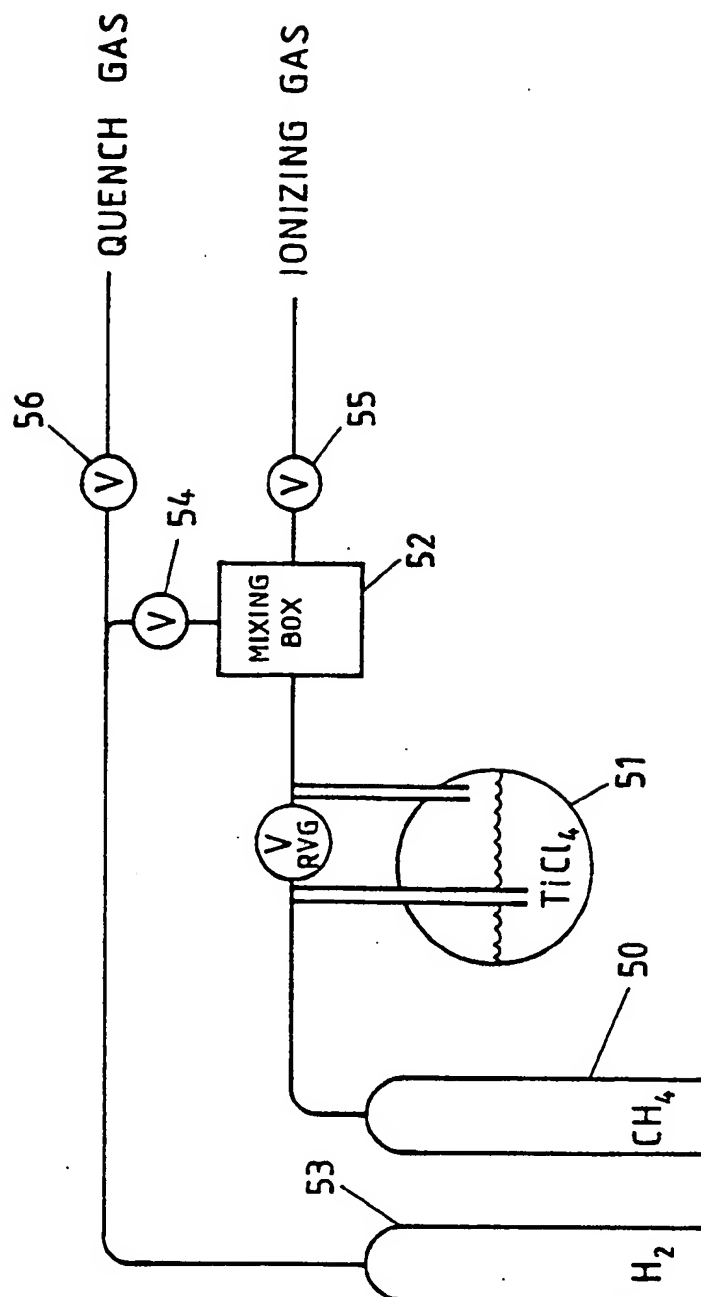 QUENCH GAS
56
V
54
V
IONIZING GAS
55
V
MIXING
BOX
52
V
RVG
51
TiCl₄
50
CH₄
53
H₂